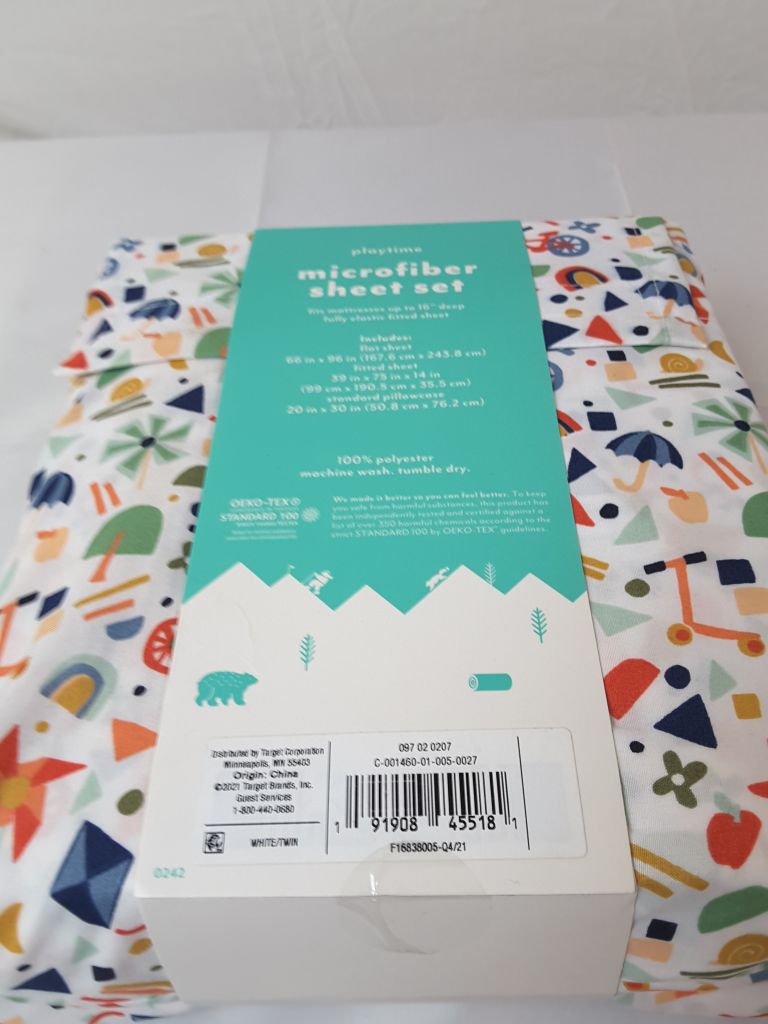 playtime
microfiber
sheet set
fits mattresses up to 16" deep
fully elastic fitted sheet
Includes:
flat sheet
66 in x 96 in (167.6 cm x 243.8 cm)
fitted sheet
39 in x 75 in x 14 in
(99 cm x 190.5 cm x 35.5 cm)
standard pillowcase
20 in x 30 in (50.8 cm x 76.2 cm)
100% polyester
machine wash. tumble dry.
OEKO-TEX®
STANDARD 100
We made it better so you can feel better. To keep
you safe from harmful substances, this product has
been independently tested and certified against a
list of over 350 harmful chemicals according to the
strict STANDARD 100 by OEKO-TEX® guidelines.
Distributed by Target Corporation
Minneapolis, MN 55403
Origin: China
©2021 Target Brands, Inc.
Guest Services
1-800-440-0680
WHITE/TWIN
097 02 0207
C-001460-01-005-0027
1 91908 45518 1
F16838005-Q4/21
0242